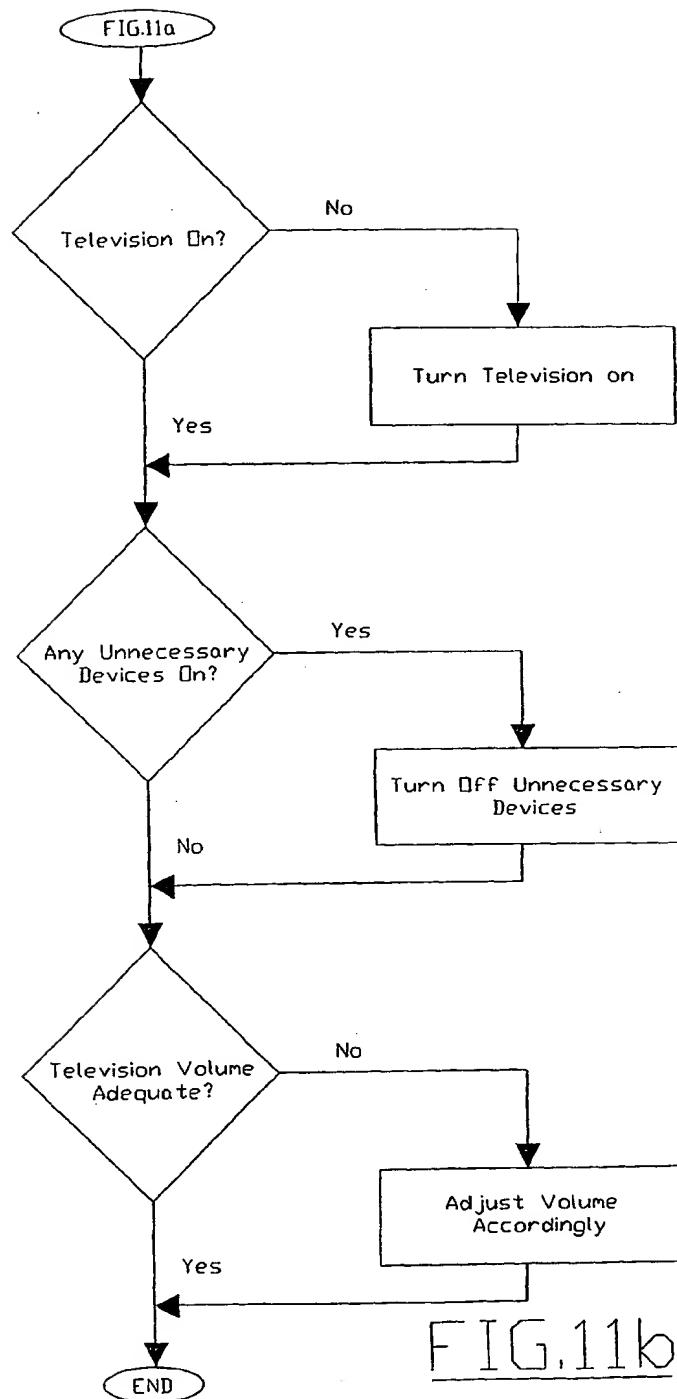 FIG.11a
Television On?
No
Turn Television on
Yes
Any Unnecessary
Devices On?
Yes
Turn Off Unnecessary
Devices
No
Television Volume
Adequate?
No
Adjust Volume
Accordingly
Yes
END
FIG.11b